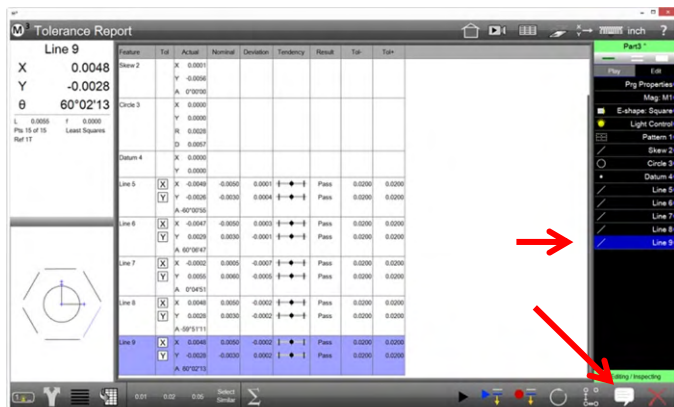 M³ Tolerance Report
inch ?
Line 9
X 0.0048
Y -0.0028
θ 60°02'13
L 0.0055 f 0.0000
Pts 15 of 15 Least Squares
Ref 1T
Feature Tol Actual Nominal Deviation Tendency Result Tol- Tol+
Skew 2 X 0.0001
Y -0.0056
A 0°00'00
Circle 3 X 0.0000
Y 0.0000
R 0.0028
D 0.0057
Datum 4 X 0.0000
Y 0.0000
Line 5 X X -0.0049 -0.0050 0.0001 Pass 0.0200 0.0200
Y Y -0.0026 -0.0030 0.0004 Pass 0.0200 0.0200
A -60°00'55
Line 6 X X -0.0047 -0.0050 0.0003 Pass 0.0200 0.0200
Y Y 0.0029 0.0030 -0.0001 Pass 0.0200 0.0200
A 60°06'47
Line 7 X X -0.0002 0.0005 -0.0007 Pass 0.0200 0.0200
Y Y 0.0055 0.0060 -0.0005 Pass 0.0200 0.0200
A 0°04'51
Line 8 X X 0.0048 0.0050 -0.0002 Pass 0.0200 0.0200
Y Y 0.0028 0.0030 -0.0002 Pass 0.0200 0.0200
A -59°51'11
Line 9 X X 0.0048 0.0050 -0.0002 Pass 0.0200 0.0200
Y Y -0.0028 -0.0030 0.0002 Pass 0.0200 0.0200
A 60°02'13
Part3 *
Play Edit
Prg Properties
Mag: M1
E-shape: Square
Light Control
Pattern 1
Skew 2
Circle 3
Datum 4
Line 5
Line 6
Line 7
Line 8
Line 9
Editing / Inspecting
0.01 0.02 0.05 Select Similar Σ